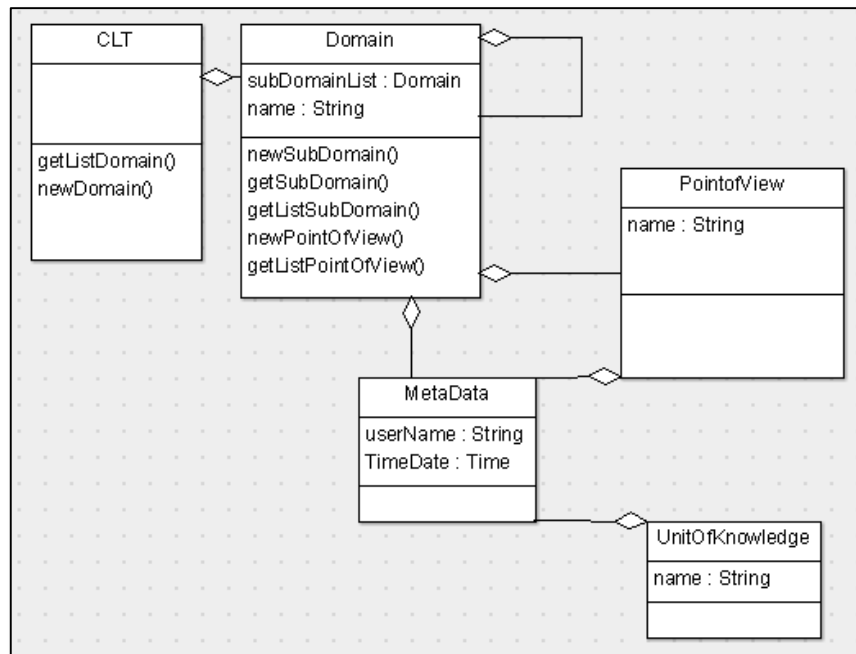 CLT
getListDomain()
newDomain()
Domain
subDomainList : Domain
name : String
newSubDomain()
getSubDomain()
getListSubDomain()
newPointOfView()
getListPointOfView()
PointofView
name : String
MetaData
userName : String
TimeDate : Time
UnitOfKnowledge
name : String